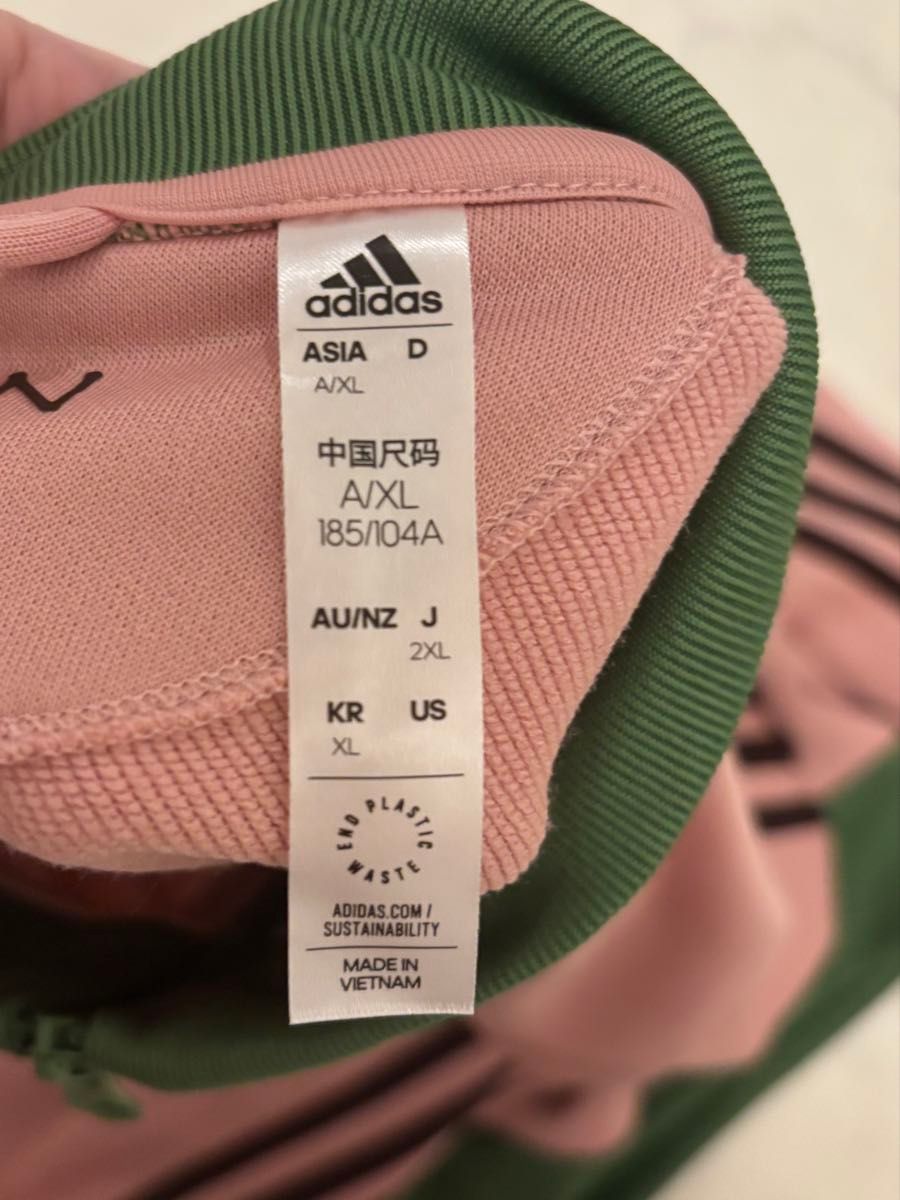 adidas
ASIA D
A/XL
中国尺码
A/XL
185/104A
AU/NZ J
2XL
KR US
XL
END PLASTIC WASTE
ADIDAS.COM /
SUSTAINABILITY
MADE IN
VIETNAM